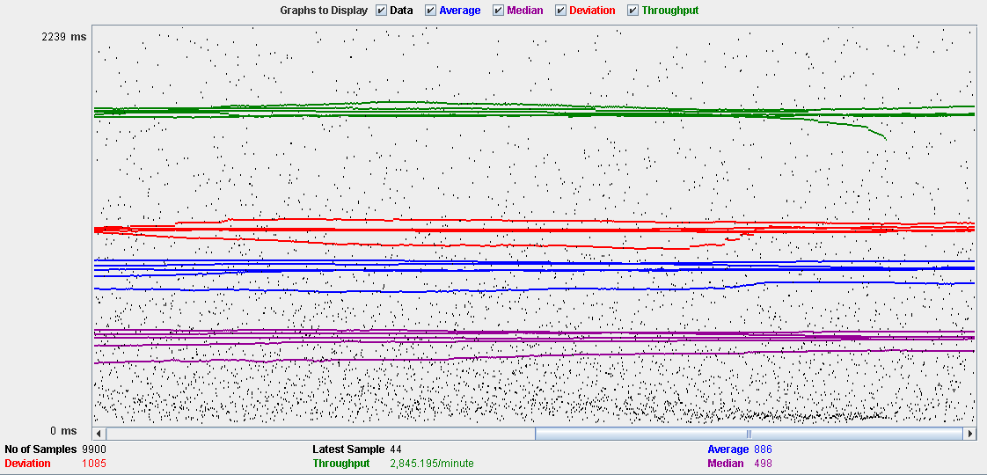 Graphs to Display Data Average Median Deviation Throughput
2239 ms
0 ms
No of Samples 9900 Latest Sample 44 Average 886
Deviation 1085 Throughput 2,845.195/minute Median 498